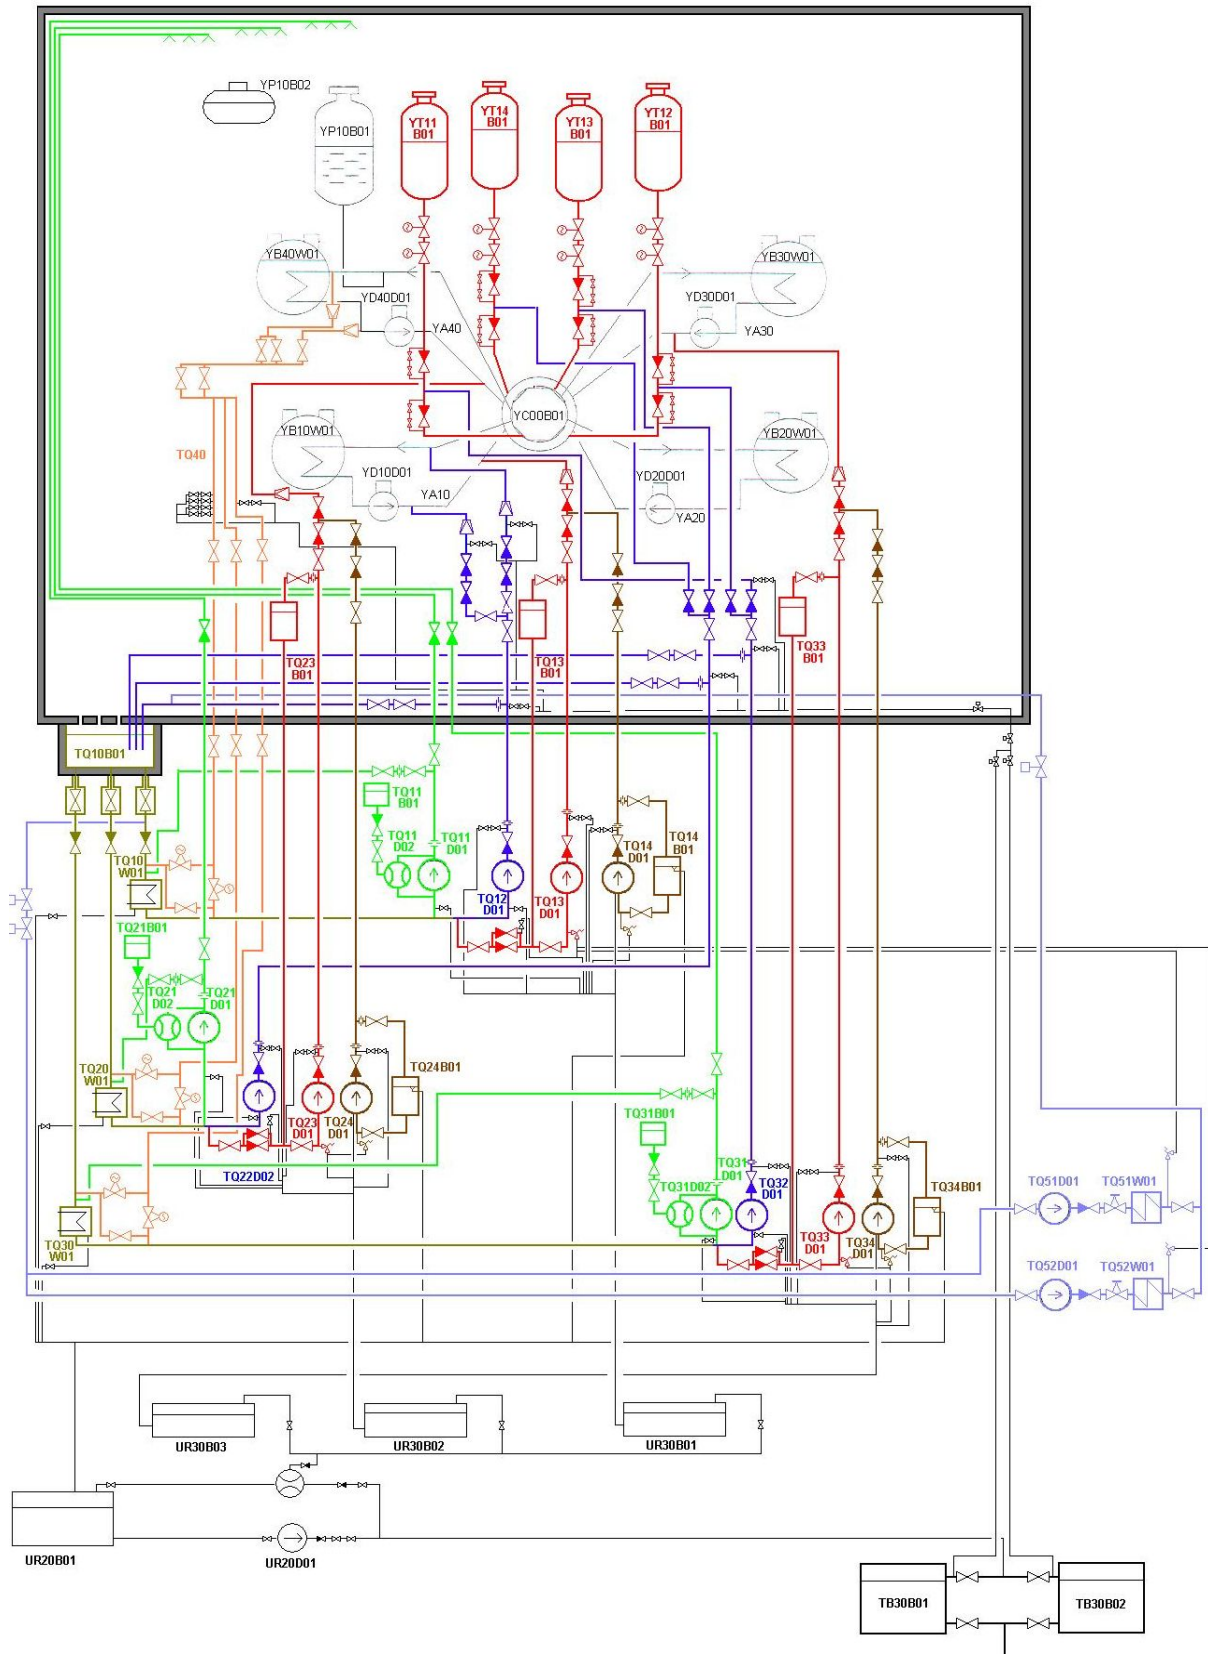 YP10B02
YP10B01
YT11
B01
YT14
B01
YT13
B01
YT12
B01
YB40W01
YB30W01
YD40D01
YA40
YD30D01
YA30
YC00B01
YB10W01
YB20W01
TQ40
YD10D01
YA10
YD20D01
YA20
TQ23
B01
TQ13
B01
TQ33
B01
TQ10B01
TQ11
B01
TQ11
D02
TQ11
D01
TQ14
D01
TQ14
B01
TQ10
W01
TQ12
D01
TQ13
D01
TQ21B01
TQ21
D02
TQ21
D01
TQ20
W01
TQ24B01
TQ23
D01
TQ24
D01
TQ22D02
TQ31B01
TQ31
D01
TQ31D02
TQ32
D01
TQ33
D01
TQ34
D01
TQ34B01
TQ30
W01
TQ51D01
TQ51W01
TQ52D01
TQ52W01
UR30B03
UR30B02
UR30B01
UR20B01
UR20D01
TB30B01
TB30B02